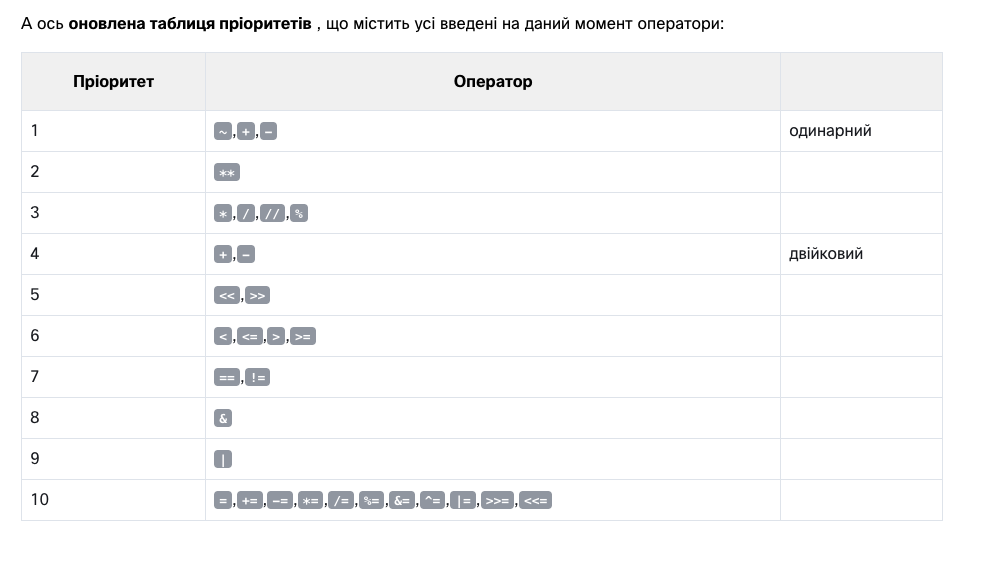 А ось оновлена таблиця пріоритетів , що містить усі введені на даний момент оператори:
Пріоритет Оператор
1 ~,+,- одинарний
2 **
3 *,/,//,%
4 +,- двійковий
5 <<,>>
6 <,<=,>,>=
7 ==,!=
8 &
9 |
10 =,+=,-=,*=,/=,%=,&=,^=,|=,>>=,<<=